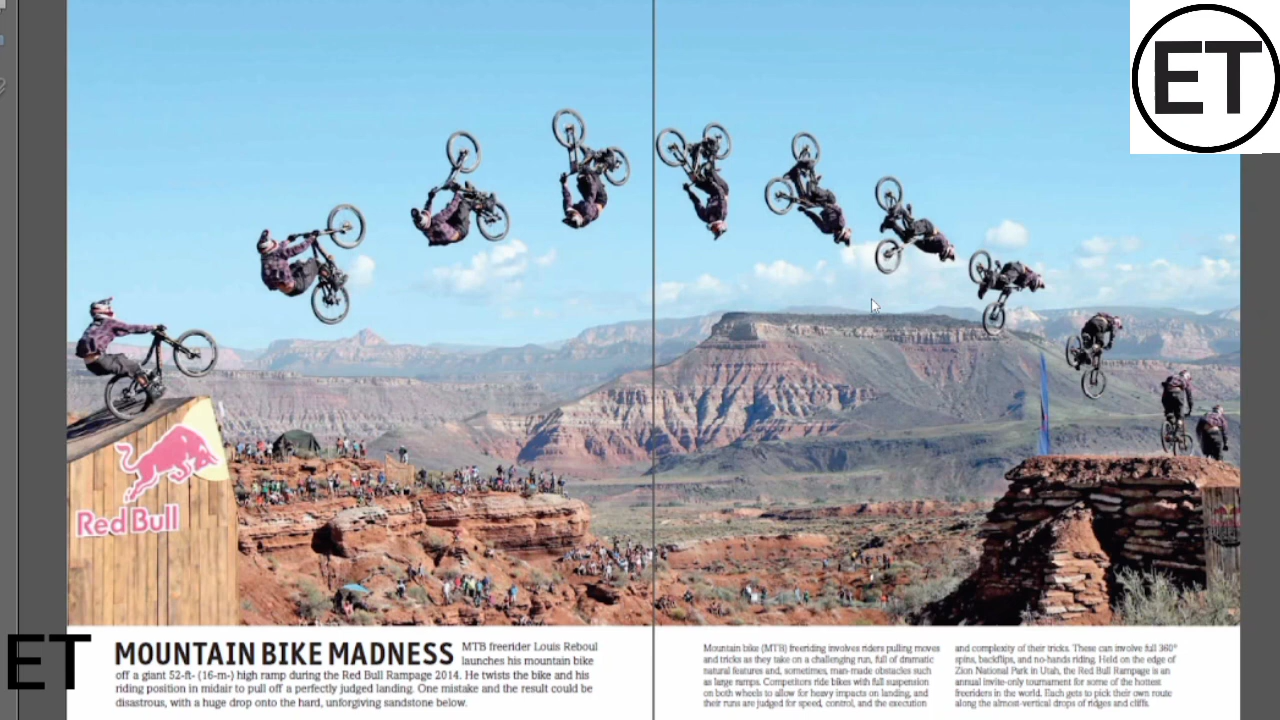 ET
Red Bull
ET
MOUNTAIN BIKE MADNESS MTB freerider Louis Reboul
launches his mountain bike
off a giant 52-ft- (16-m-) high ramp during the Red Bull Rampage 2014. He twists the bike and his
riding position in midair to pull off a perfectly judged landing. One mistake and the result could be
disastrous, with a huge drop onto the hard, unforgiving sandstone below.
Mountain bike (MTB) freeriding involves riders pulling moves
and tricks as they take on a challenging run, full of dramatic
natural features and, sometimes, man-made obstacles such
as large ramps. Competitors ride bikes with full suspension
on both wheels to allow for heavy impacts on landing, and
their runs are judged for speed, control, and the execution
and complexity of their tricks. These can involve full 360°
spins, backflips, and no-hands riding. Held on the edge of
Zion National Park in Utah, the Red Bull Rampage is an
annual invite-only tournament for some of the hottest
freeriders in the world. Each gets to pick their own route
along the almost-vertical drops of ridges and cliffs.